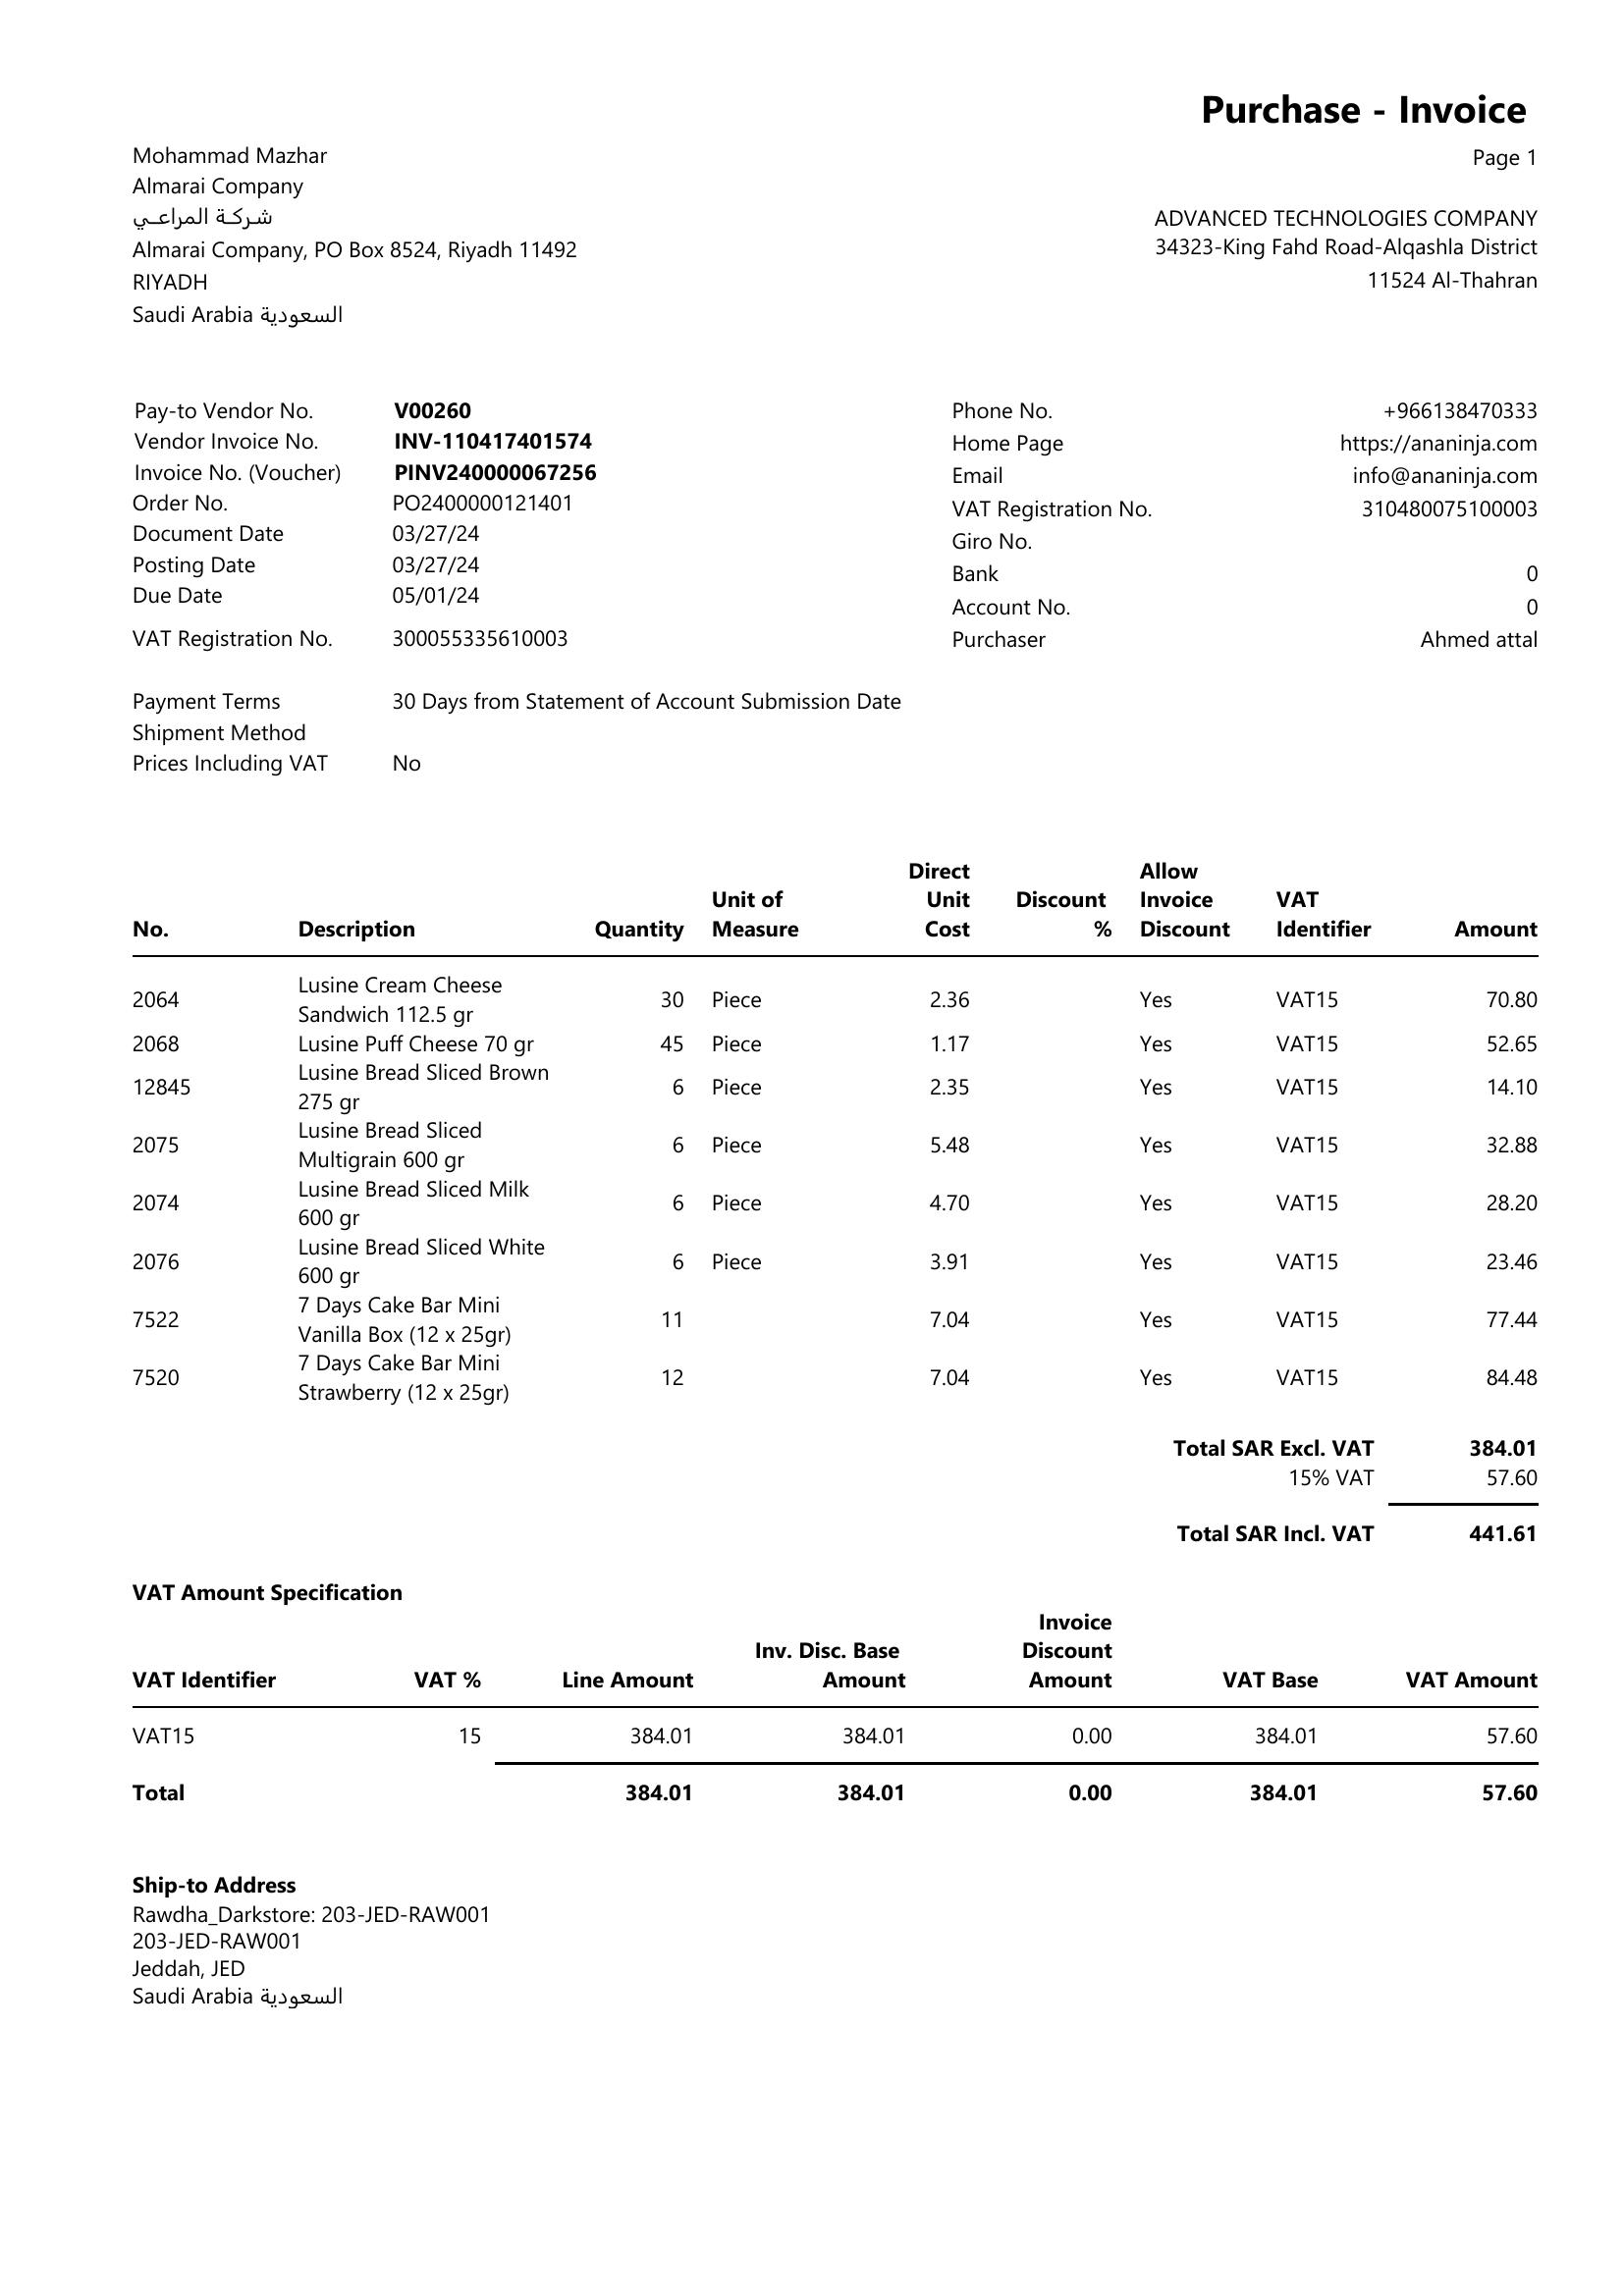 Purchase - Invoice
Mohammad Mazhar
Page 1
Almarai Company
شركة المراعي
ADVANCED TECHNOLOGIES COMPANY
Almarai Company, PO Box 8524, Riyadh 11492
34323-King Fahd Road-Alqashla District
RIYADH
11524 Al-Thahran
Saudi Arabia السعودية
Pay-to Vendor No. V00260
Vendor Invoice No. INV-110417401574
Invoice No. (Voucher) PINV240000067256
Order No. PO2400000121401
Document Date 03/27/24
Posting Date 03/27/24
Due Date 05/01/24
VAT Registration No. 300055335610003
Phone No. +966138470333
Home Page https://ananinja.com
Email info@ananinja.com
VAT Registration No. 310480075100003
Giro No.
Bank 0
Account No. 0
Purchaser Ahmed attal
Payment Terms 30 Days from Statement of Account Submission Date
Shipment Method
Prices Including VAT No
Direct Allow
Unit of Unit Discount Invoice VAT
No. Description Quantity Measure Cost % Discount Identifier Amount
Lusine Cream Cheese
2064 30 Piece 2.36 Yes VAT15 70.80
Sandwich 112.5 gr
2068 Lusine Puff Cheese 70 gr 45 Piece 1.17 Yes VAT15 52.65
Lusine Bread Sliced Brown
12845 6 Piece 2.35 Yes VAT15 14.10
275 gr
Lusine Bread Sliced
2075 6 Piece 5.48 Yes VAT15 32.88
Multigrain 600 gr
Lusine Bread Sliced Milk
2074 6 Piece 4.70 Yes VAT15 28.20
600 gr
Lusine Bread Sliced White
2076 6 Piece 3.91 Yes VAT15 23.46
600 gr
7 Days Cake Bar Mini
7522 11 7.04 Yes VAT15 77.44
Vanilla Box (12 x 25gr)
7 Days Cake Bar Mini
7520 12 7.04 Yes VAT15 84.48
Strawberry (12 x 25gr)
Total SAR Excl. VAT 384.01
15% VAT 57.60
Total SAR Incl. VAT 441.61
VAT Amount Specification
Invoice
Inv. Disc. Base Discount
VAT Identifier VAT % Line Amount Amount Amount VAT Base VAT Amount
VAT15 15 384.01 384.01 0.00 384.01 57.60
Total 384.01 384.01 0.00 384.01 57.60
Ship-to Address
Rawdha_Darkstore: 203-JED-RAW001
203-JED-RAW001
Jeddah, JED
Saudi Arabia السعودية